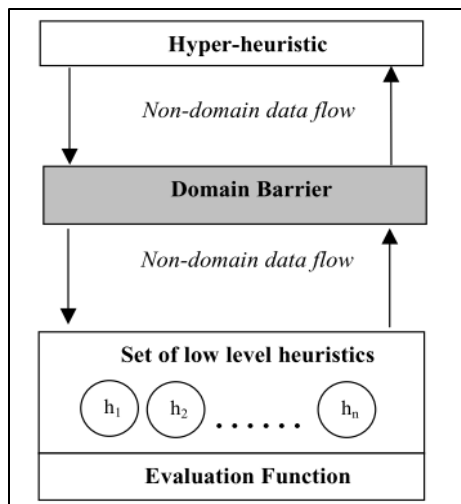 Hyper-heuristic
Non-domain data flow
Domain Barrier
Non-domain data flow
Set of low level heuristics
h1 h2 ...... hn
Evaluation Function